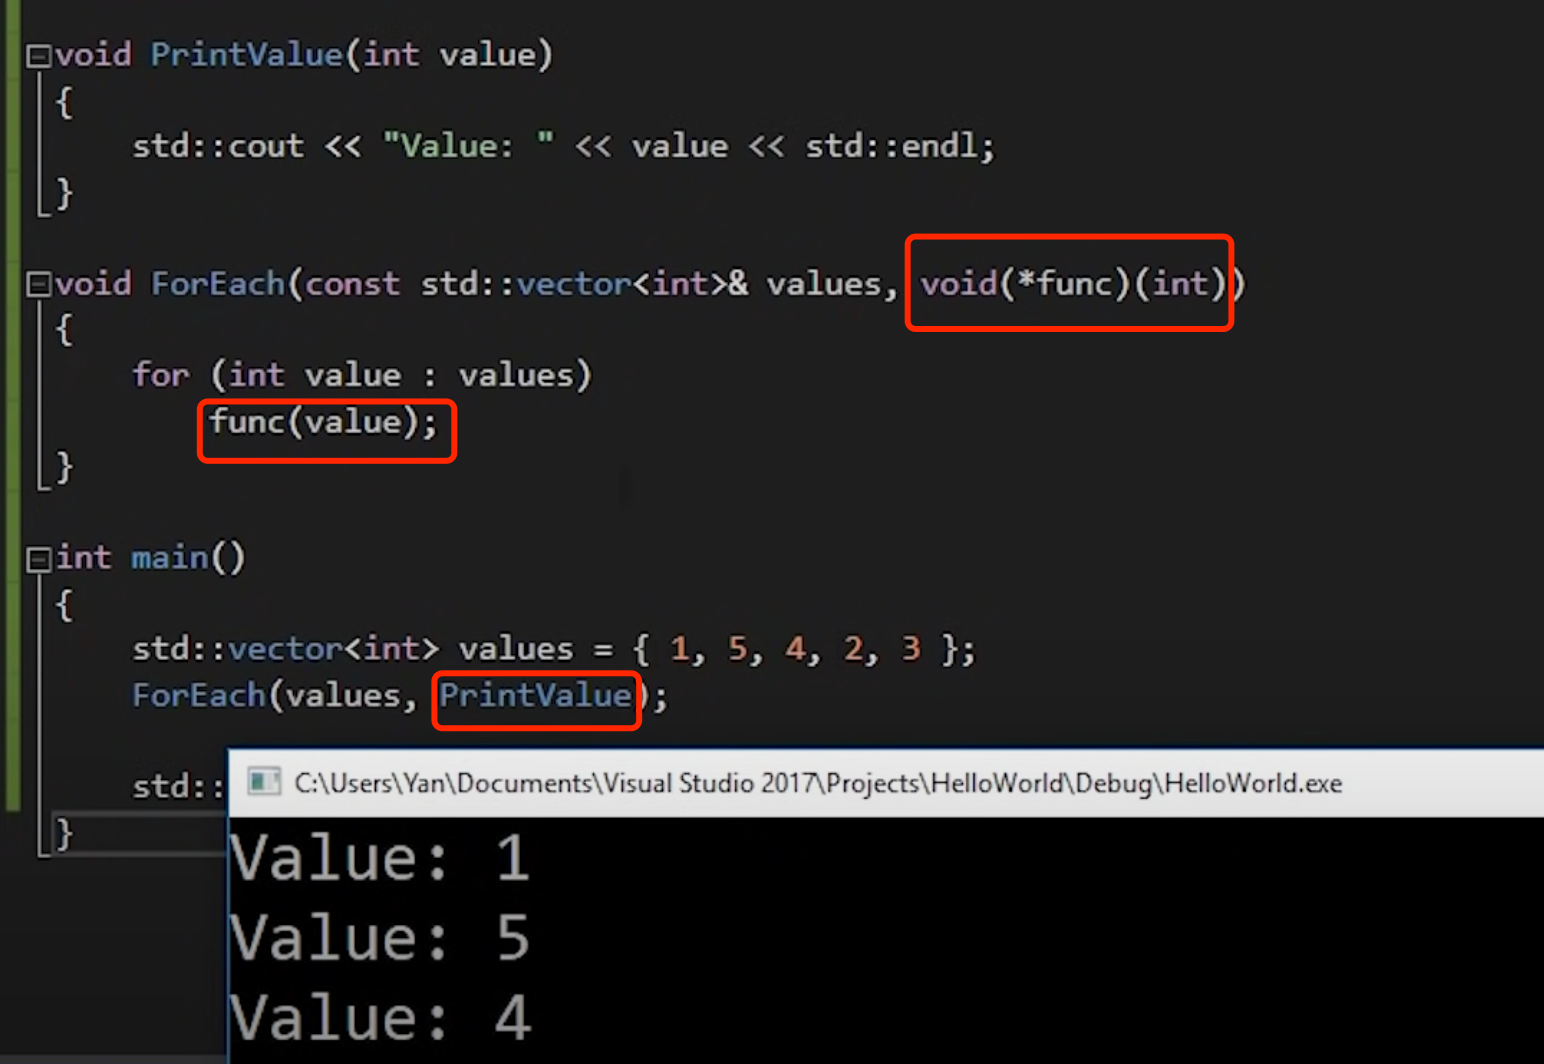 void PrintValue(int value)
{
    std::cout << "Value: " << value << std::endl;
}
void ForEach(const std::vector<int>& values, void(*func)(int))
{
    for (int value : values)
        func(value);
}
int main()
{
    std::vector<int> values = { 1, 5, 4, 2, 3 };
    ForEach(values, PrintValue);
    std::
}
C:\Users\Yan\Documents\Visual Studio 2017\Projects\HelloWorld\Debug\HelloWorld.exe
Value: 1
Value: 5
Value: 4